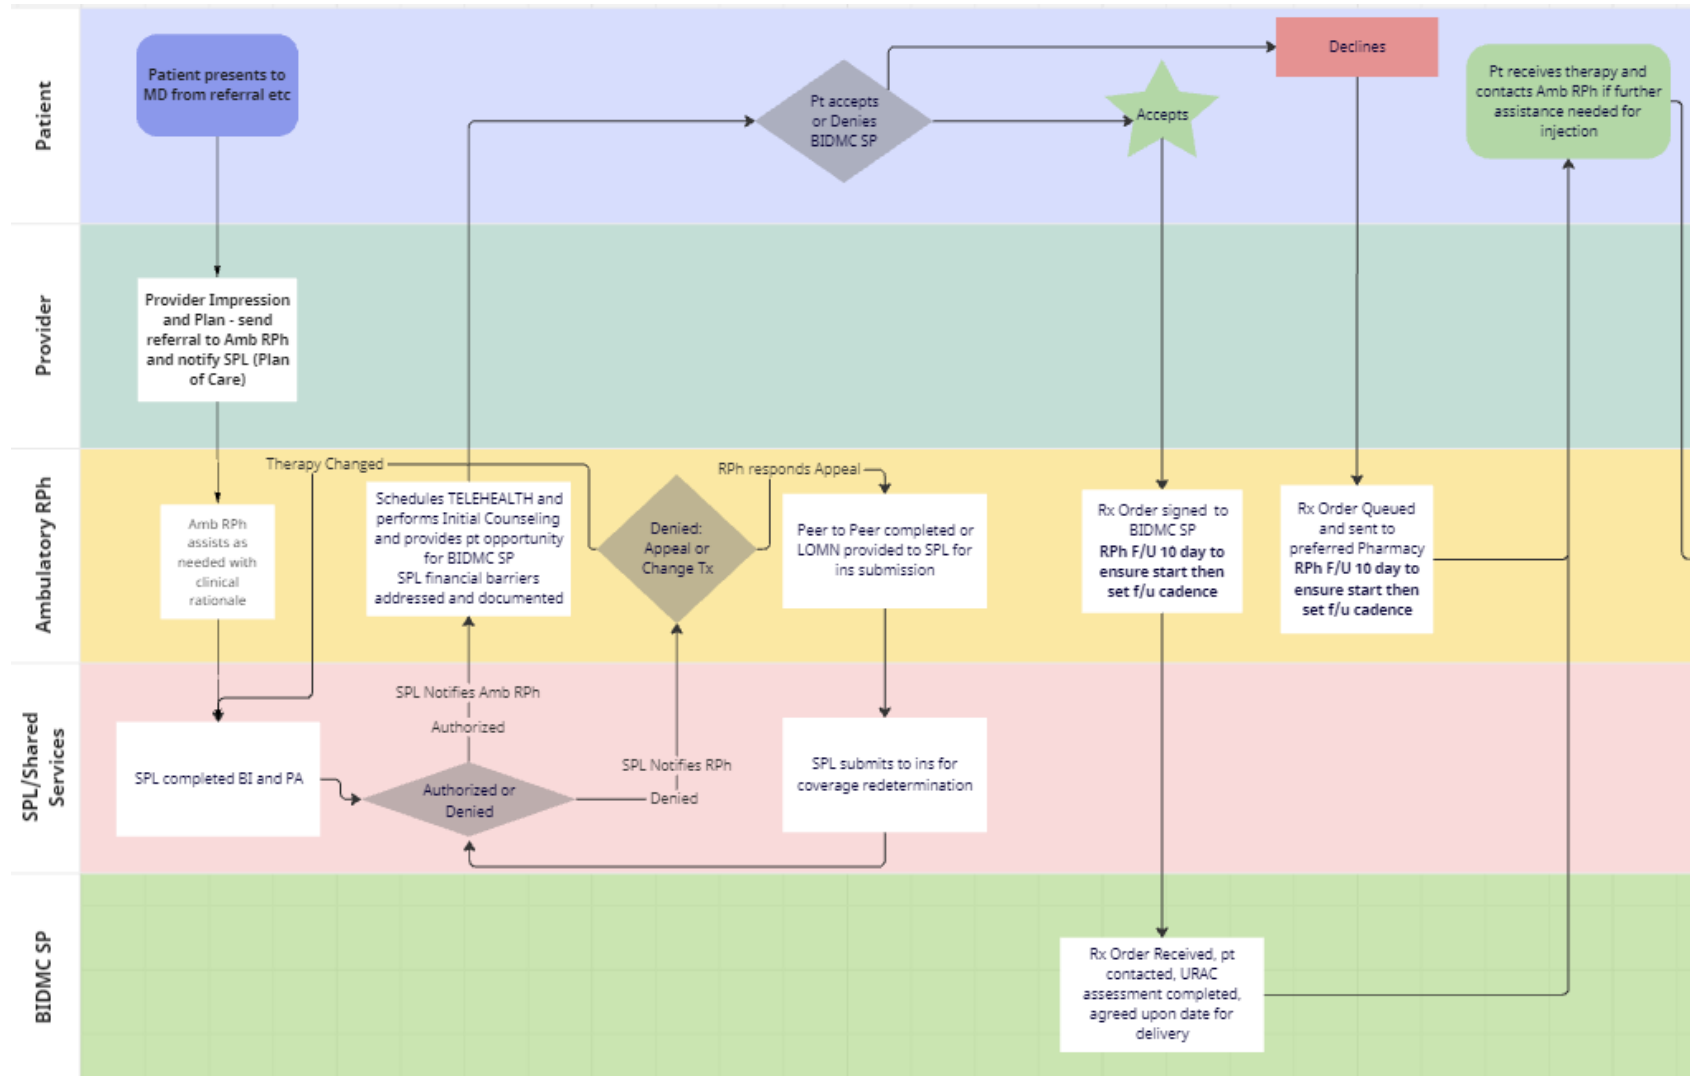 Patient
Patient presents to
MD from referral etc
Pt accepts
or Denies
BIDMC SP
Accepts
Declines
Pt receives therapy and
contacts Amb RPh if further
assistance needed for
injection
Provider
Provider Impression
and Plan - send
referral to Amb RPh
and notify SPL (Plan
of Care)
Ambulatory RPh
Therapy Changed
Amb RPh
assists as
needed with
clinical
rationale
Schedules TELEHEALTH and
performs Initial Counseling
and provides pt opportunity
for BIDMC SP
SPL financial barriers
addressed and documented
Denied:
Appeal or
Change Tx
RPh responds Appeal
Peer to Peer completed or
LOMN provided to SPL for
ins submission
Rx Order signed to
BIDMC SP
RPh F/U 10 day to
ensure start then
set f/u cadence
Rx Order Queued
and sent to
preferred Pharmacy
RPh F/U 10 day to
ensure start then
set f/u cadence
SPL/Shared
Services
SPL completed BI and PA
SPL Notifies Amb RPh
Authorized
Authorized or
Denied
SPL Notifies RPh
Denied
SPL submits to ins for
coverage redetermination
BIDMC SP
Rx Order Received, pt
contacted, URAC
assessment completed,
agreed upon date for
delivery